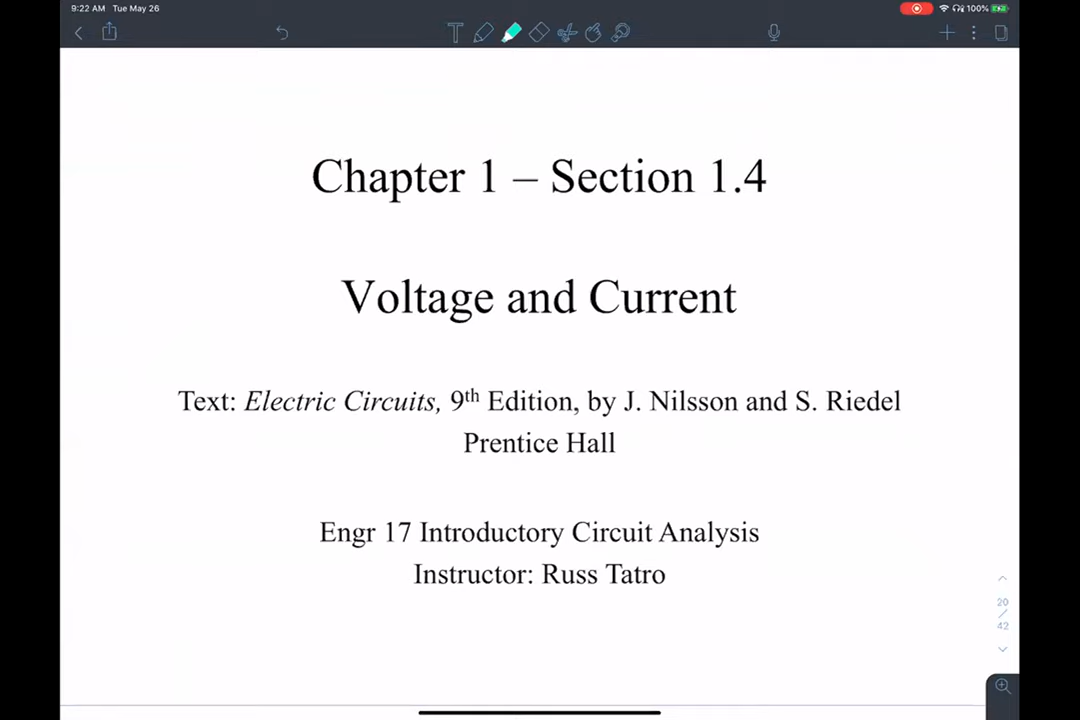 9:22 AM Tue May 26
100%
Chapter 1 – Section 1.4
Voltage and Current
Text: Electric Circuits, 9th Edition, by J. Nilsson and S. Riedel
Prentice Hall
Engr 17 Introductory Circuit Analysis
Instructor: Russ Tatro
20
/
42